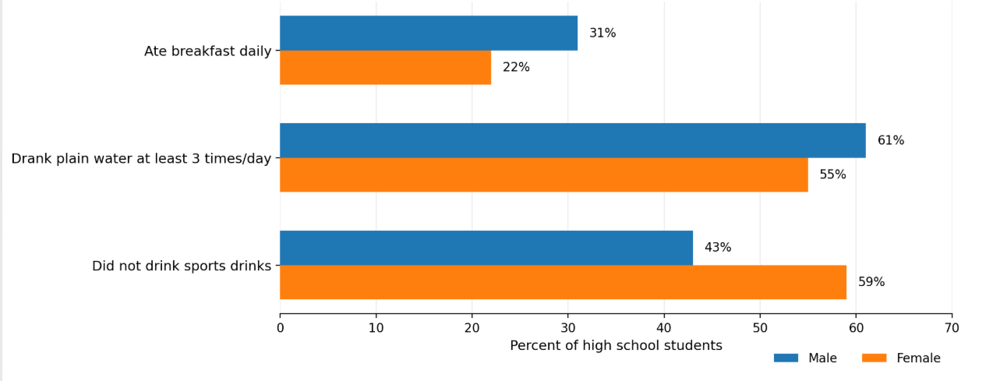 Ate breakfast daily
31%
22%
Drank plain water at least 3 times/day
61%
55%
Did not drink sports drinks
43%
59%
0 10 20 30 40 50 60 70
Percent of high school students
Male Female